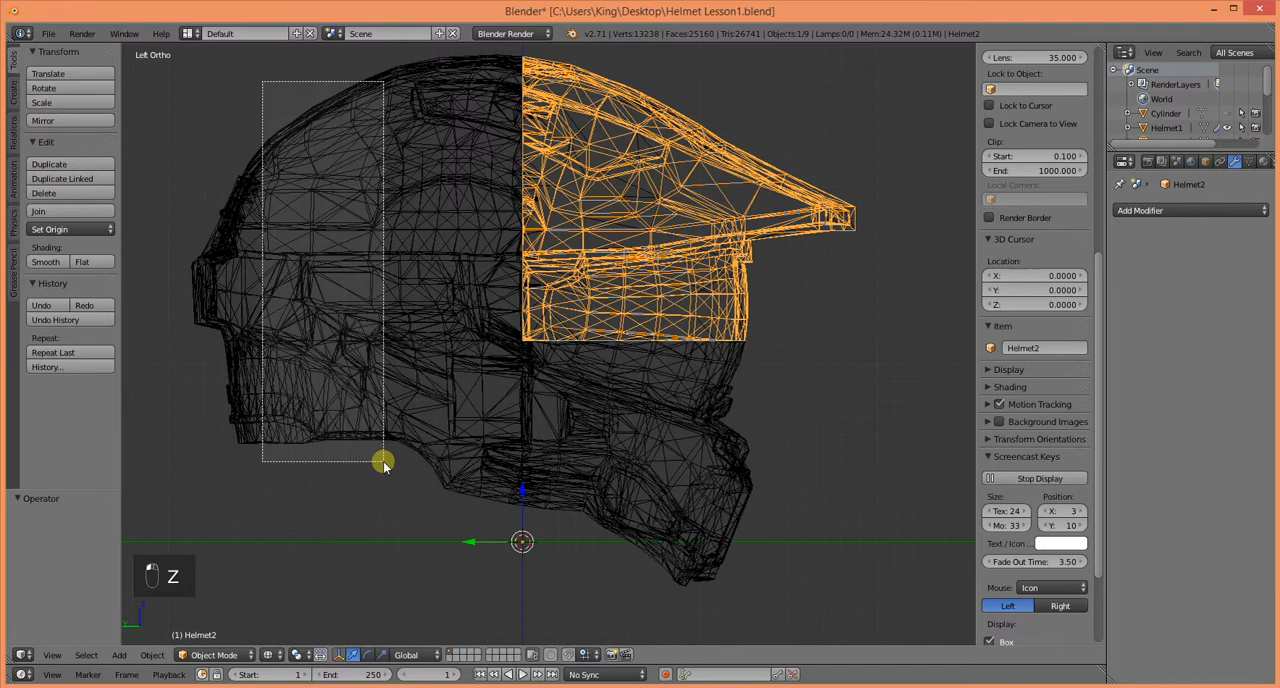 Blender* [C:\Users\King\Desktop\Helmet Lesson1.blend]
File Render Window Help Default Scene Blender Render v2.71 | Verts:13238 | Faces:25160 | Tris:26741 | Objects:1/9 | Lamps:0/0 | Mem:24.32M (0.11M) | Helmet2
Tools
Create
Relations
Animation
Physics
Grease Pencil
Transform
Translate
Rotate
Scale
Mirror
Edit
Duplicate
Duplicate Linked
Delete
Join
Set Origin
Shading:
Smooth Flat
History
Undo Redo
Undo History
Repeat:
Repeat Last
History...
Operator
Left Ortho
Z
(1) Helmet2
Lens: 35.000
Lock to Object:
Lock to Cursor
Lock Camera to View
Clip:
Start: 0.100
End: 1000.000
Local Camera:
Render Border
3D Cursor
Location:
X: 0.0000
Y: 0.0000
Z: 0.0000
Item
Helmet2
Display
Shading
Motion Tracking
Background Images
Transform Orientations
Screencast Keys
Stop Display
Size: Position:
Tex: 24 X: 3
Mo: 33 Y: 10
Text / Icon ...
Fade Out Time: 3.50
Mouse: Icon
Left Right
Display:
Box
View Search All Scenes
Scene
RenderLayers
World
Cylinder
Helmet1
Helmet2
Add Modifier
View Select Add Object Object Mode Global
View Marker Frame Playback Start: 1 End: 250 1 No Sync